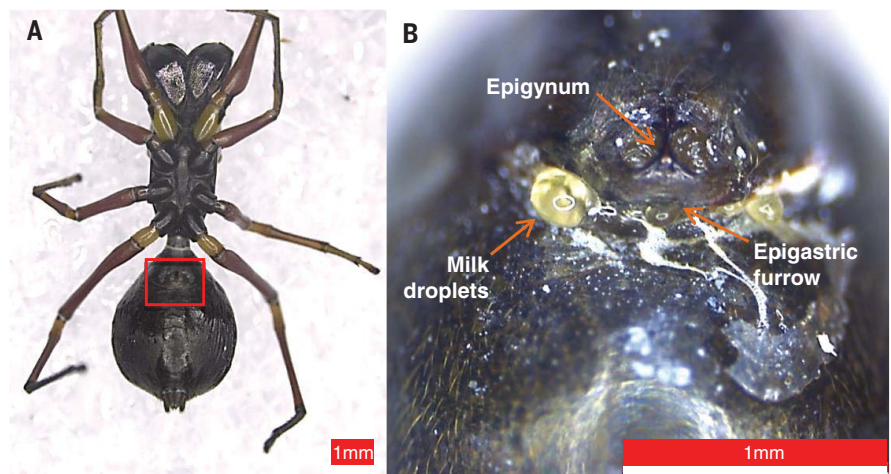 A
1mm
B
Epigynum
Milk
droplets
Epigastric
furrow
1mm